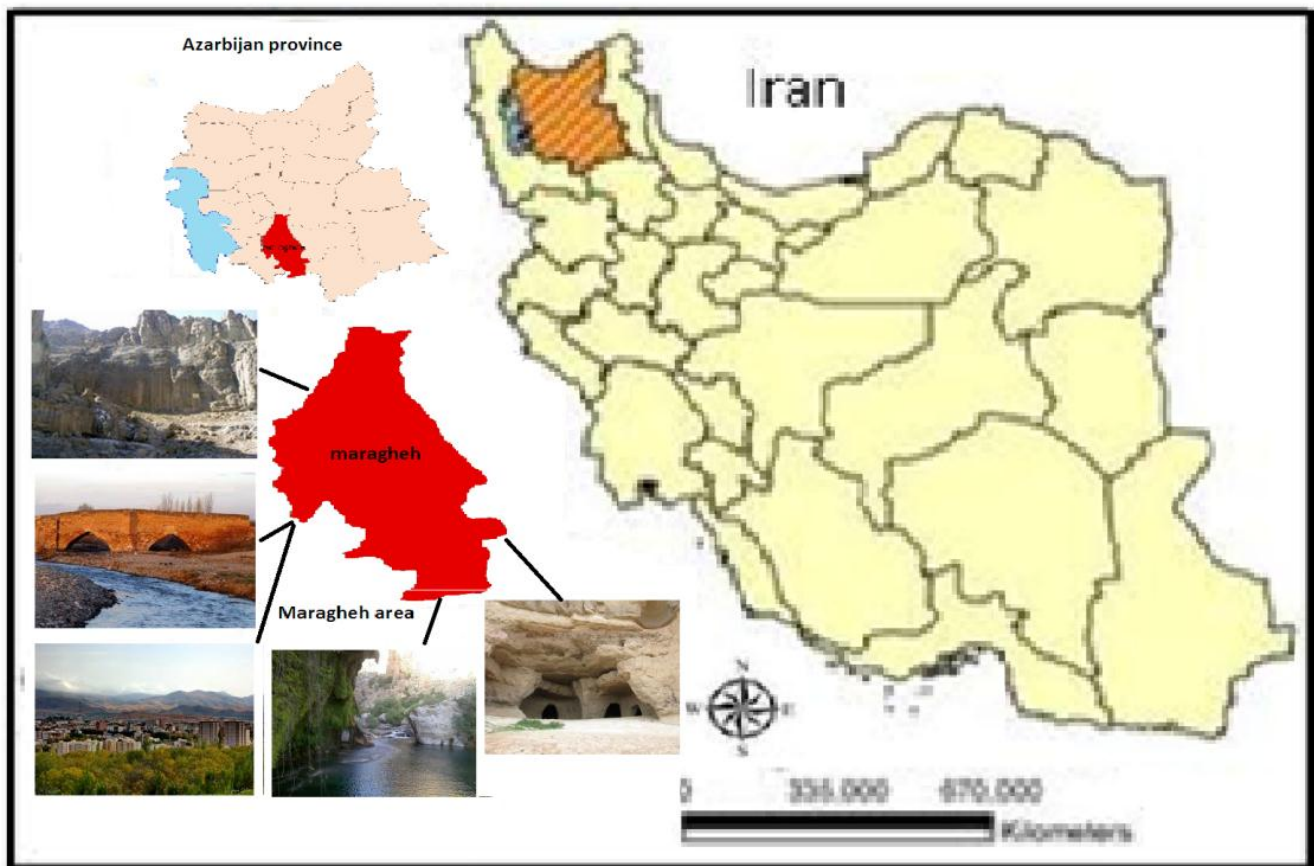 Azarbijan province
Iran
maragheh
Maragheh area
N
W E
S
0 335,000 670,000
Kilometers